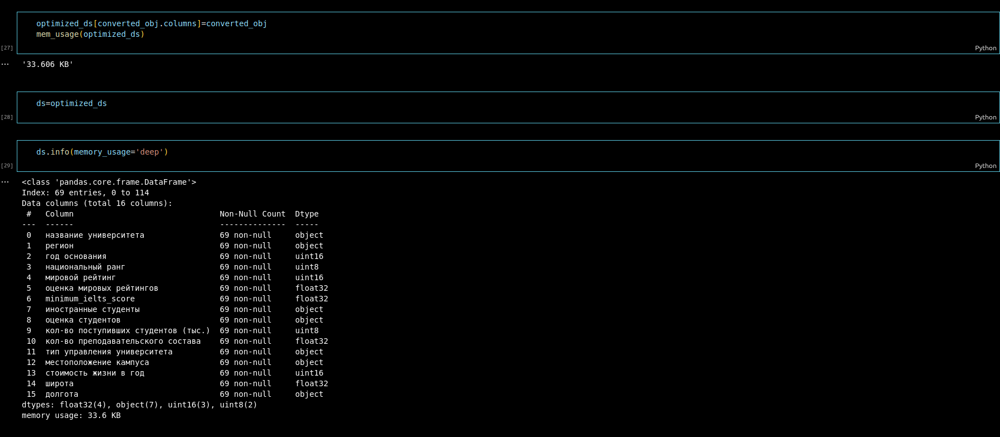 optimized_ds[converted_obj.columns]=converted_obj
mem_usage(optimized_ds)
[27]
Python
... '33.606 KB'
ds=optimized_ds
[28]
Python
ds.info(memory_usage='deep')
[29]
Python
... <class 'pandas.core.frame.DataFrame'>
Index: 69 entries, 0 to 114
Data columns (total 16 columns):
 #   Column                               Non-Null Count  Dtype
---  ------                               --------------  -----
 0   название университета                69 non-null     object
 1   регион                               69 non-null     object
 2   год основания                        69 non-null     uint16
 3   национальный ранг                    69 non-null     uint8
 4   мировой рейтинг                      69 non-null     uint16
 5   оценка мировых рейтингов             69 non-null     float32
 6   minimum_ielts_score                  69 non-null     float32
 7   иностранные студенты                 69 non-null     object
 8   оценка студентов                     69 non-null     object
 9   кол-во поступивших студентов (тыс.)  69 non-null     uint8
 10  кол-во преподавательского состава    69 non-null     float32
 11  тип управления университета          69 non-null     object
 12  местоположение кампуса               69 non-null     object
 13  стоимость жизни в год                69 non-null     uint16
 14  широта                               69 non-null     float32
 15  долгота                              69 non-null     object
dtypes: float32(4), object(7), uint16(3), uint8(2)
memory usage: 33.6 KB